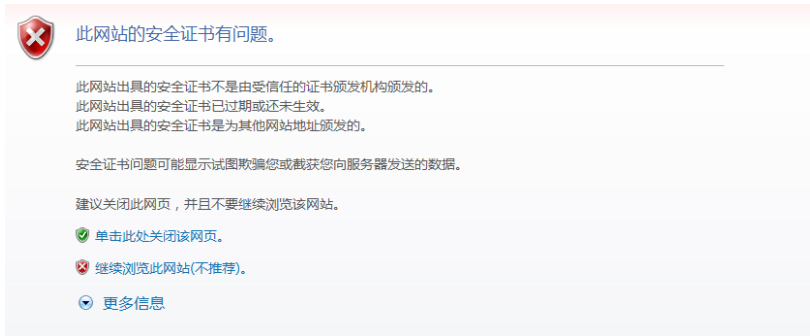 此网站的安全证书有问题。
此网站出具的安全证书不是由受信任的证书颁发机构颁发的。
此网站出具的安全证书已过期或还未生效。
此网站出具的安全证书是为其他网站地址颁发的。
安全证书问题可能显示试图欺骗您或截获您向服务器发送的数据。
建议关闭此网页，并且不要继续浏览该网站。
单击此处关闭该网页。
继续浏览此网站(不推荐)。
更多信息